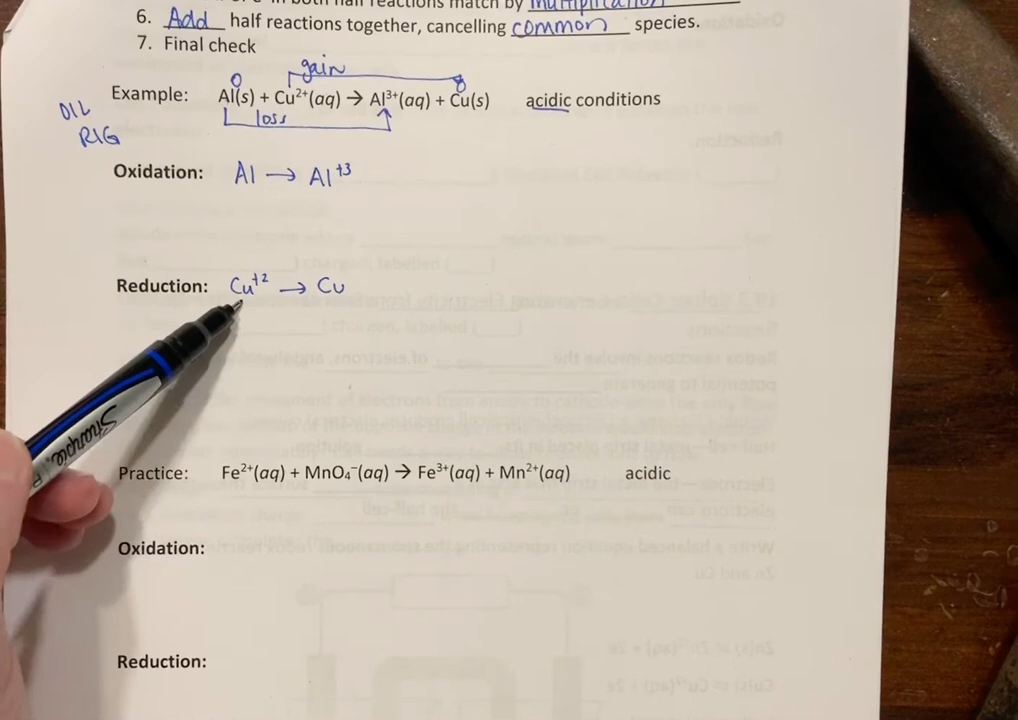 in both half reactions match by multiplication
6. Add half reactions together, cancelling common species.
7. Final check
gain
0 0
Example: Al(s) + Cu²⁺(aq) → Al³⁺(aq) + Cu(s) acidic conditions
loss
OIL
RIG
Oxidation: Al → Al⁺³
Reduction: Cu⁺² → Cu
Sharpie
Practice: Fe²⁺(aq) + MnO₄⁻(aq) → Fe³⁺(aq) + Mn²⁺(aq) acidic
Oxidation:
Reduction: